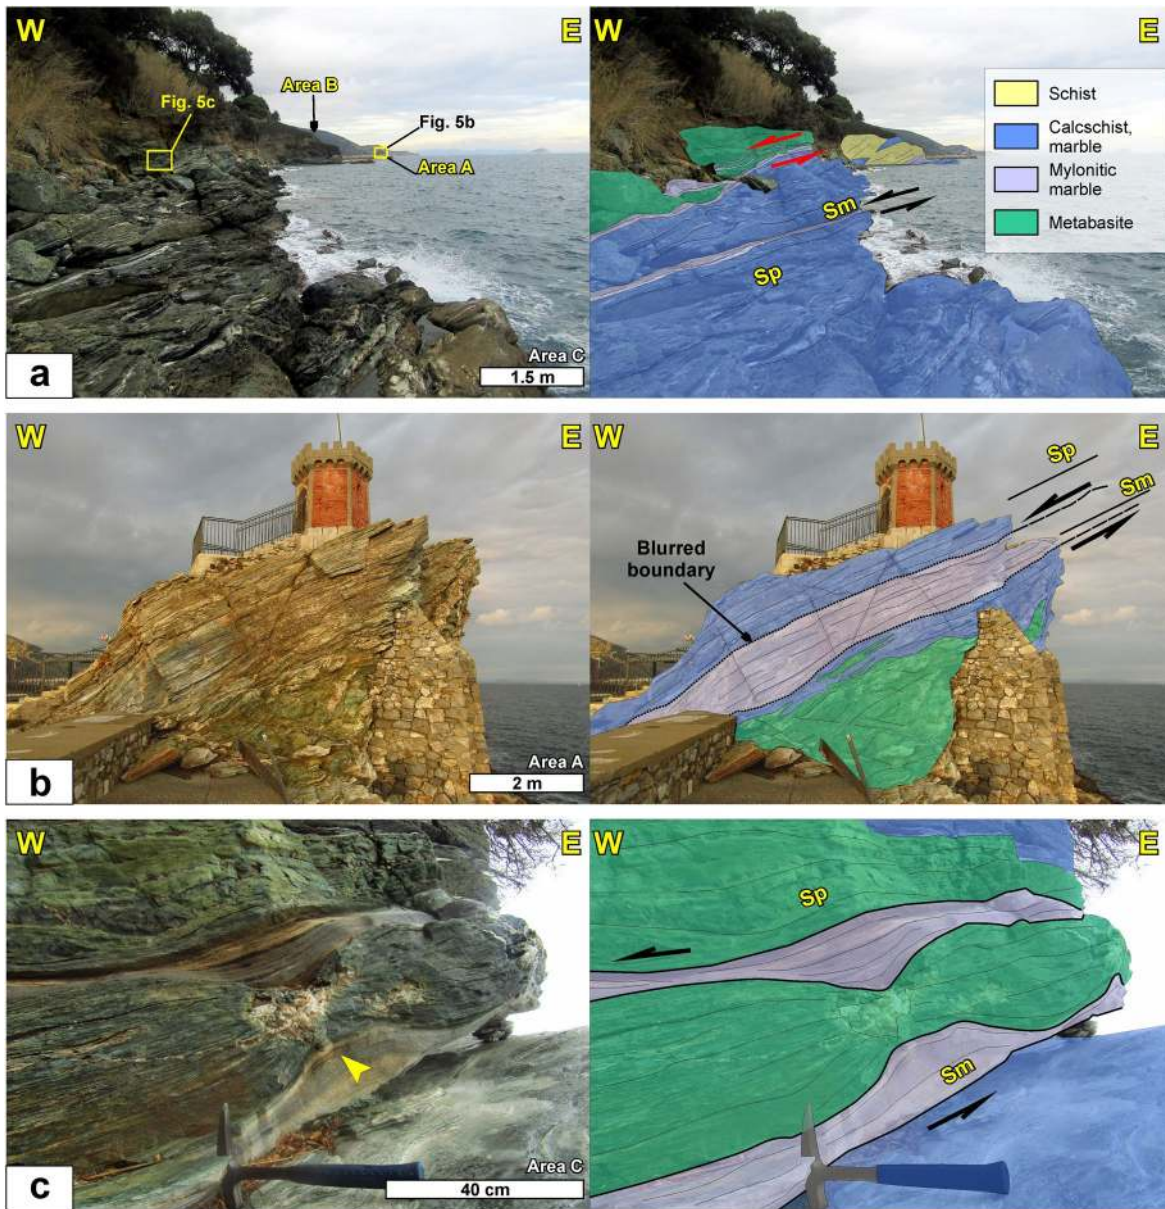 W
E
Area B
Fig. 5c
Fig. 5b
Area A
Area C
1.5 m
a
W
E
Schist
Calcschist,
marble
Mylonitic
marble
Metabasite
Sm
Sp
W
E
Area A
2 m
b
W
E
Sp
Sm
Blurred
boundary
W
E
Area C
40 cm
c
W
E
Sp
Sm